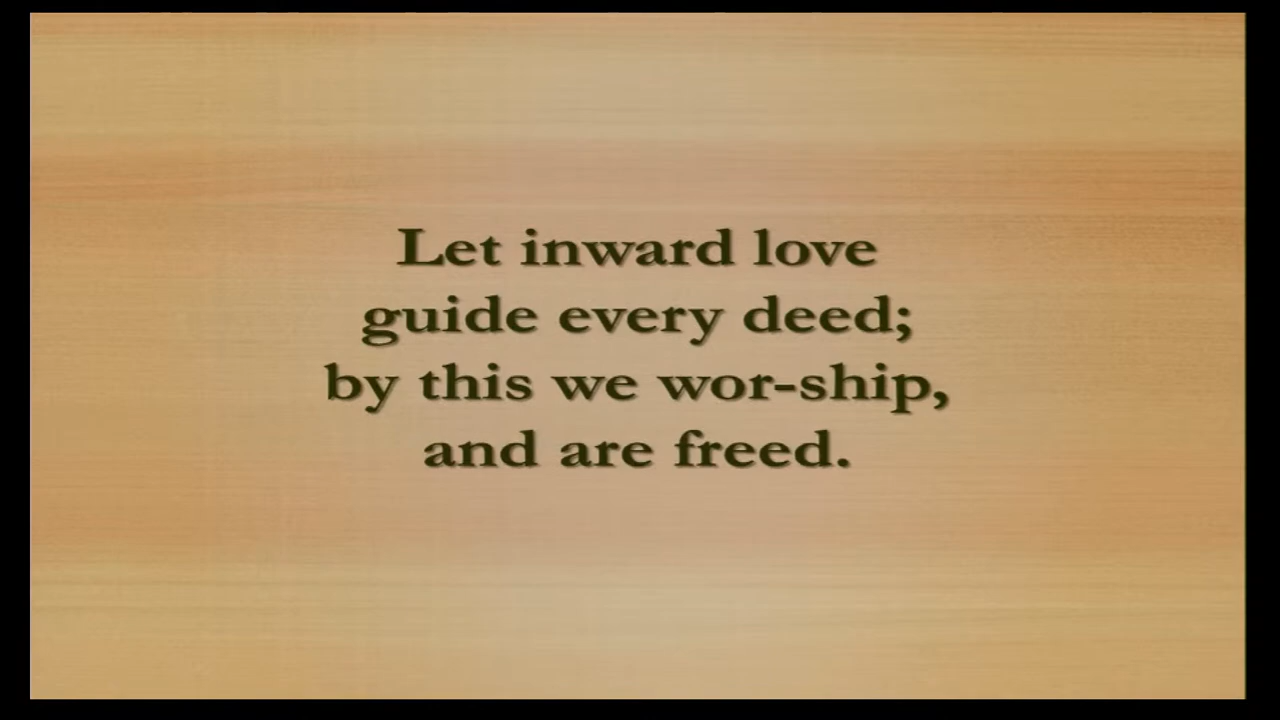 Let inward love
guide every deed;
by this we wor-ship,
and are freed.